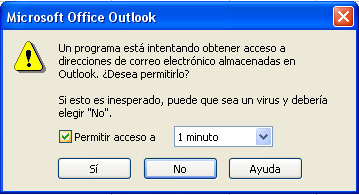 Microsoft Office Outlook
Un programa está intentando obtener acceso a
direcciones de correo electrónico almacenadas en
Outlook. ¿Desea permitirlo?
Si esto es inesperado, puede que sea un virus y debería
elegir "No".
Permitir acceso a 1 minuto
Sí No Ayuda